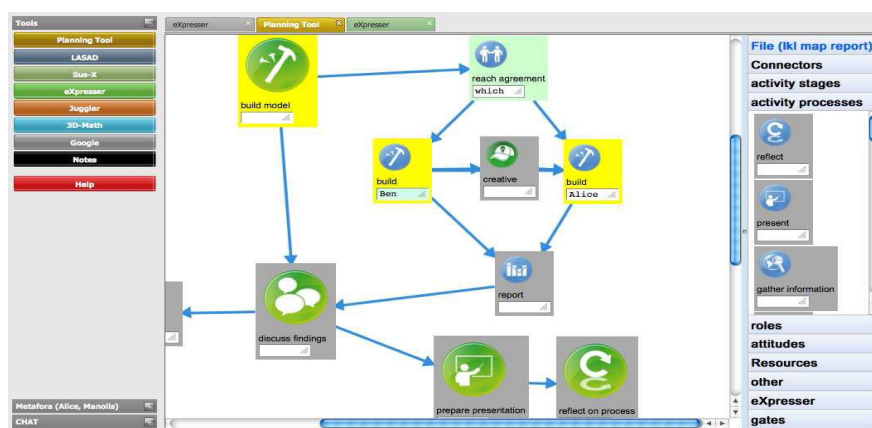 Tools
Planning Tool
LASAD
Sus-X
eXpresser
Juggler
3D-Math
Google
Notes
Help
Metafora (Alice, Manolis)
CHAT
eXpresser
Planning Tool
eXpresser
build model
reach agreement
which
build
Ben
creative
build
Alice
report
discuss findings
prepare presentation
reflect on process
File (lkl map report)
Connectors
activity stages
activity processes
reflect
present
gather information
roles
attitudes
Resources
other
eXpresser
gates